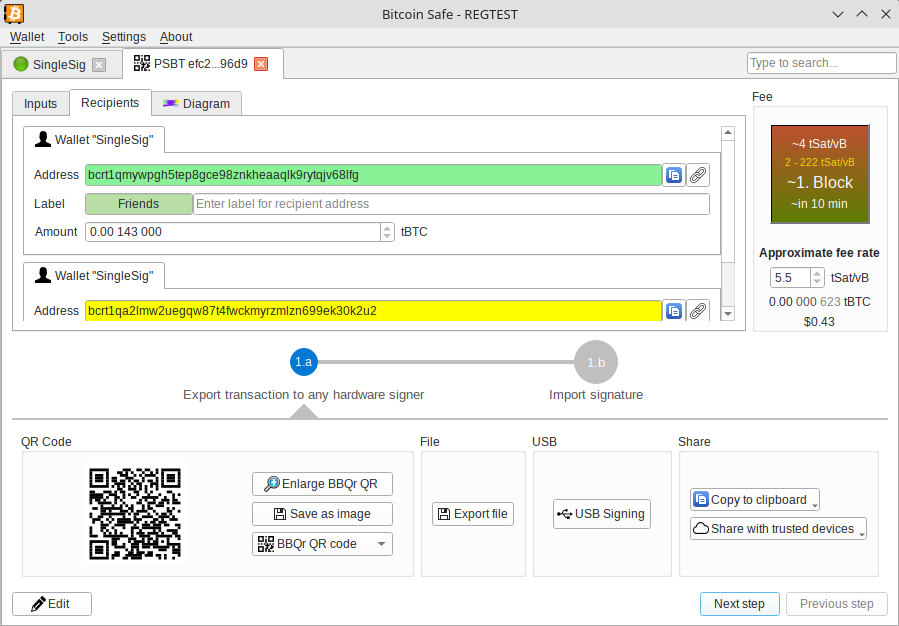 Bitcoin Safe - REGTEST
Wallet Tools Settings About
SingleSig PSBT efc2...96d9 Type to search...
Inputs Recipients Diagram
Wallet "SingleSig"
Address bcrt1qmywpgh5tep8gce98znkheaaqlk9rytqjv68lfg
Label Friends Enter label for recipient address
Amount 0.00 143 000 tBTC
Wallet "SingleSig"
Address bcrt1qa2lmw2uegqw87t4fwckmyrzmlzn699ek30k2u2
Fee
~4 tSat/vB
2 - 222 tSat/vB
~1. Block
~in 10 min
Approximate fee rate
5.5 tSat/vB
0.00 000 623 tBTC
$0.43
1.a 1.b
Export transaction to any hardware signer Import signature
QR Code
Enlarge BBQr QR
Save as image
BBQr QR code
File
Export file
USB
USB Signing
Share
Copy to clipboard
Share with trusted devices
Edit Next step Previous step